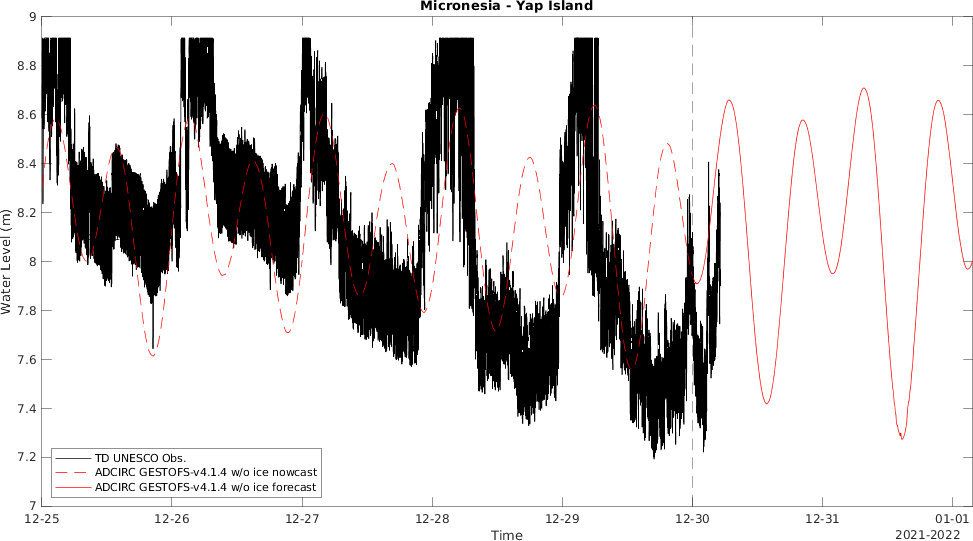 Micronesia - Yap Island
Water Level (m)
9
8.8
8.6
8.4
8.2
8
7.8
7.6
7.4
7.2
7
TD UNESCO Obs.
ADCIRC GESTOFS-v4.1.4 w/o ice nowcast
ADCIRC GESTOFS-v4.1.4 w/o ice forecast
12-25 12-26 12-27 12-28 12-29 12-30 12-31 01-01
Time
2021-2022